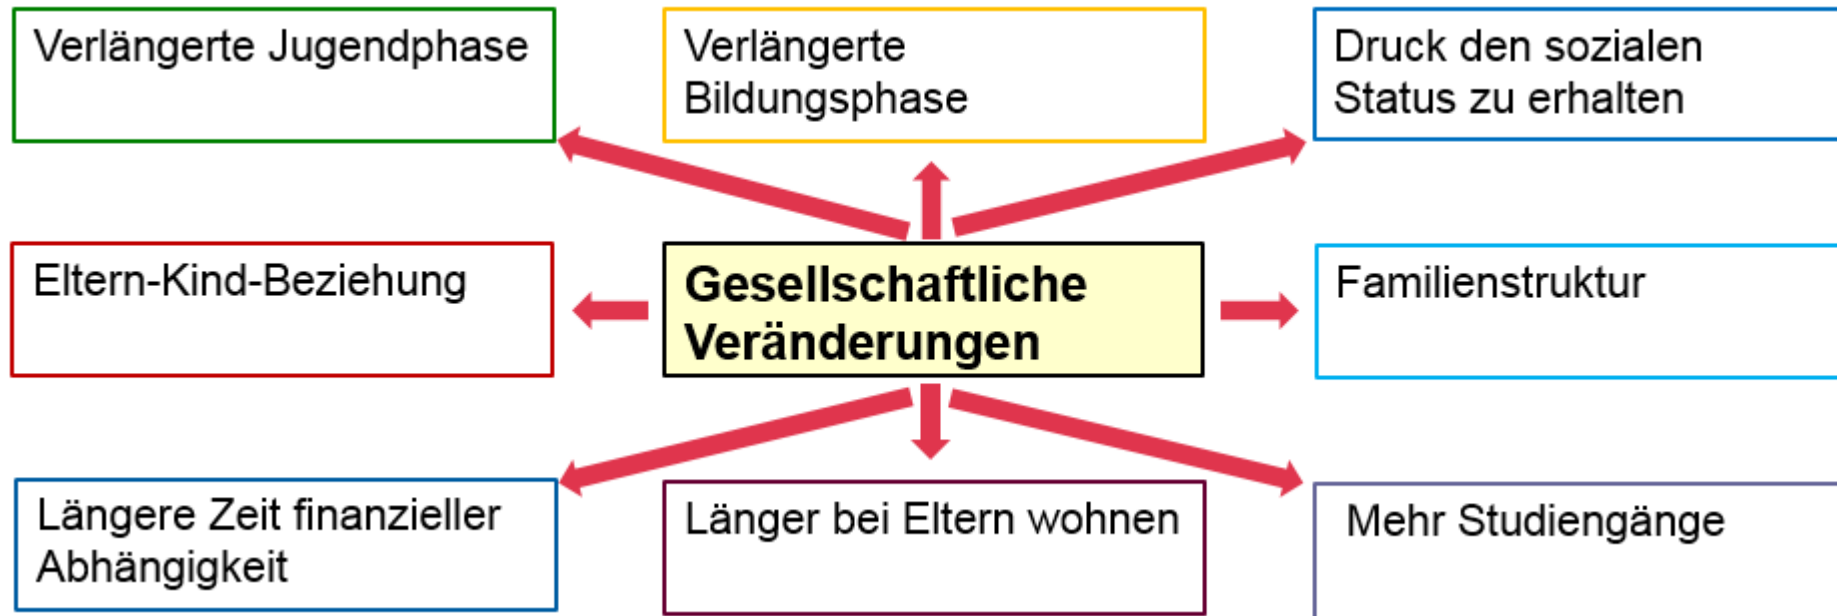 Verlängerte Jugendphase
Verlängerte
Bildungsphase
Druck den sozialen
Status zu erhalten
Eltern-Kind-Beziehung
Gesellschaftliche
Veränderungen
Familienstruktur
Längere Zeit finanzieller
Abhängigkeit
Länger bei Eltern wohnen
Mehr Studiengänge